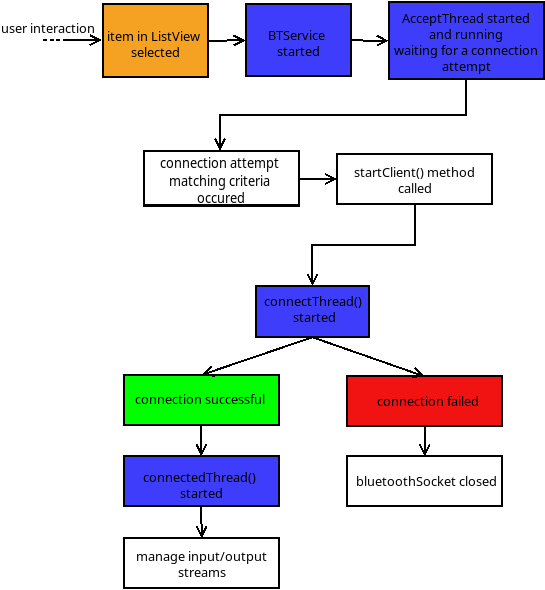 user interaction
item in ListView
selected
BTService
started
AcceptThread started
and running
waiting for a connection
attempt
connection attempt
matching criteria
occured
startClient() method
called
connectThread()
started
connection successful
connection failed
connectedThread()
started
bluetoothSocket closed
manage input/output
streams